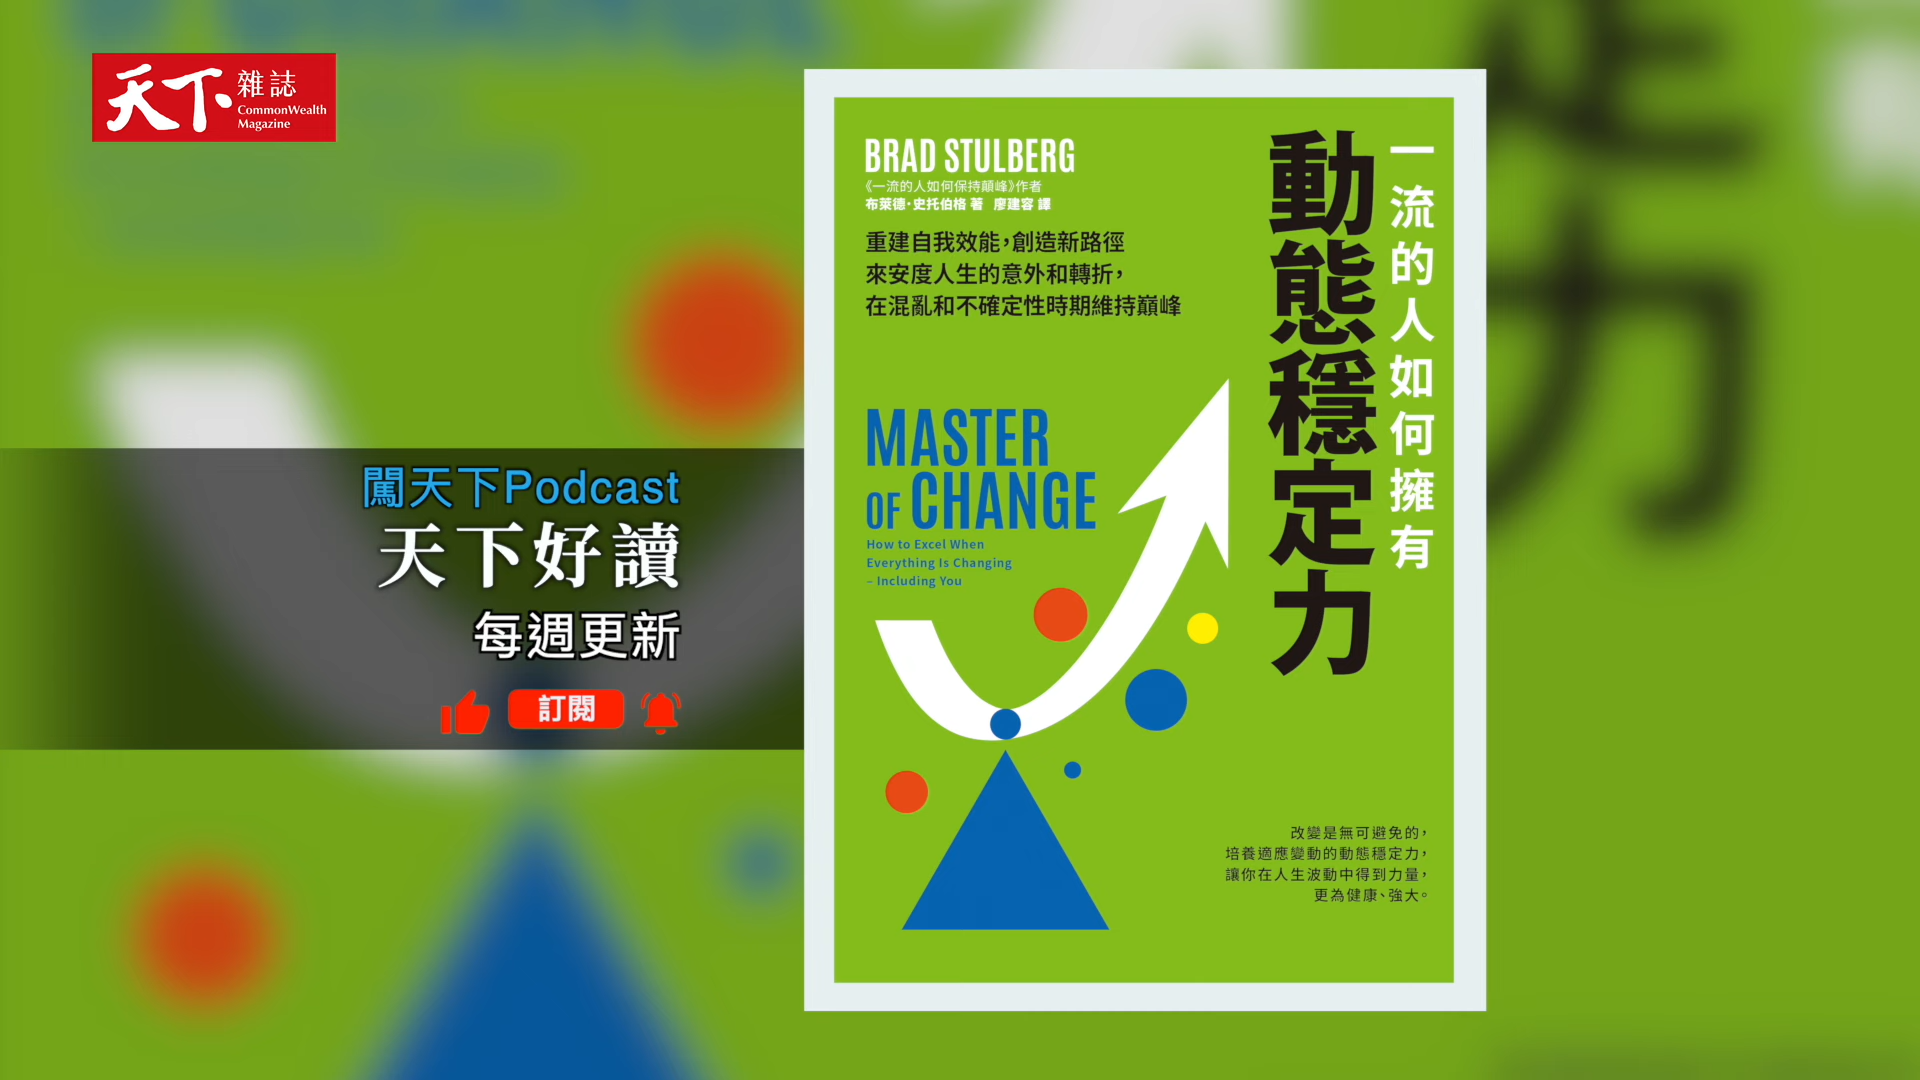 天下 雜誌
CommonWealth
Magazine
闖天下Podcast
天下好讀
每週更新
訂閱
BRAD STULBERG
《一流的人如何保持顛峰》作者
布萊德·史托伯格 著 廖建容 譯
重建自我效能，創造新路徑
來安度人生的意外和轉折，
在混亂和不確定性時期維持巔峰
一流的人如何擁有
動態穩定力
MASTER
OF CHANGE
How to Excel When
Everything Is Changing
– Including You
改變是無可避免的，
培養適應變動的動態穩定力，
讓你在人生波動中得到力量，
更為健康、強大。